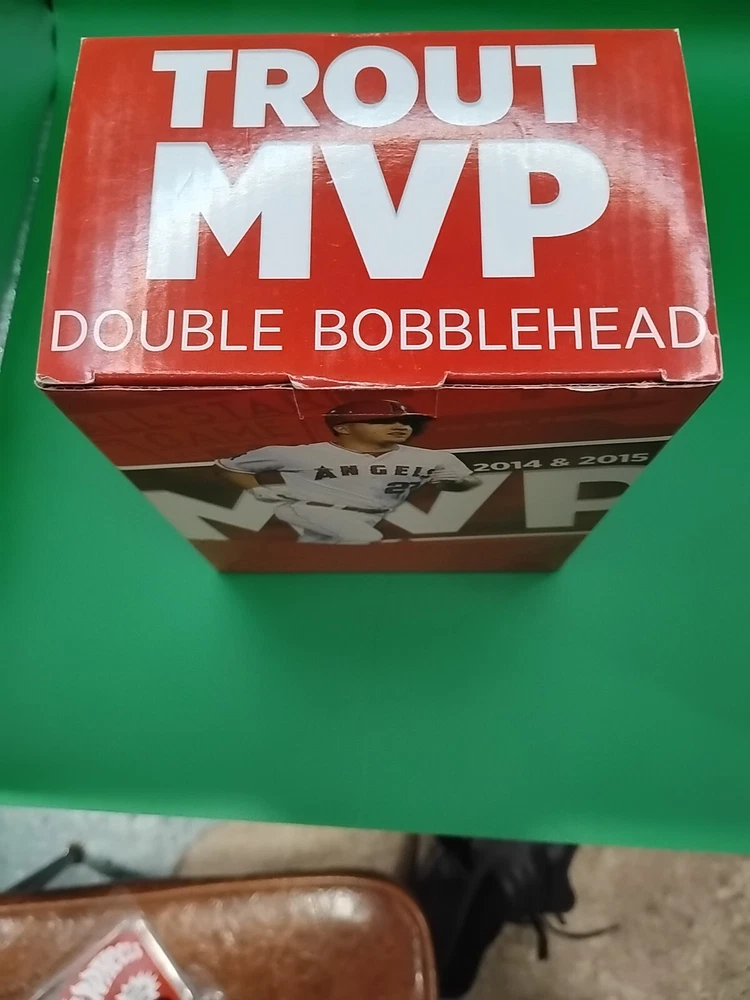 TROUT
MVP
DOUBLE BOBBLEHEAD
ANGELS
2014 & 2015
MVP